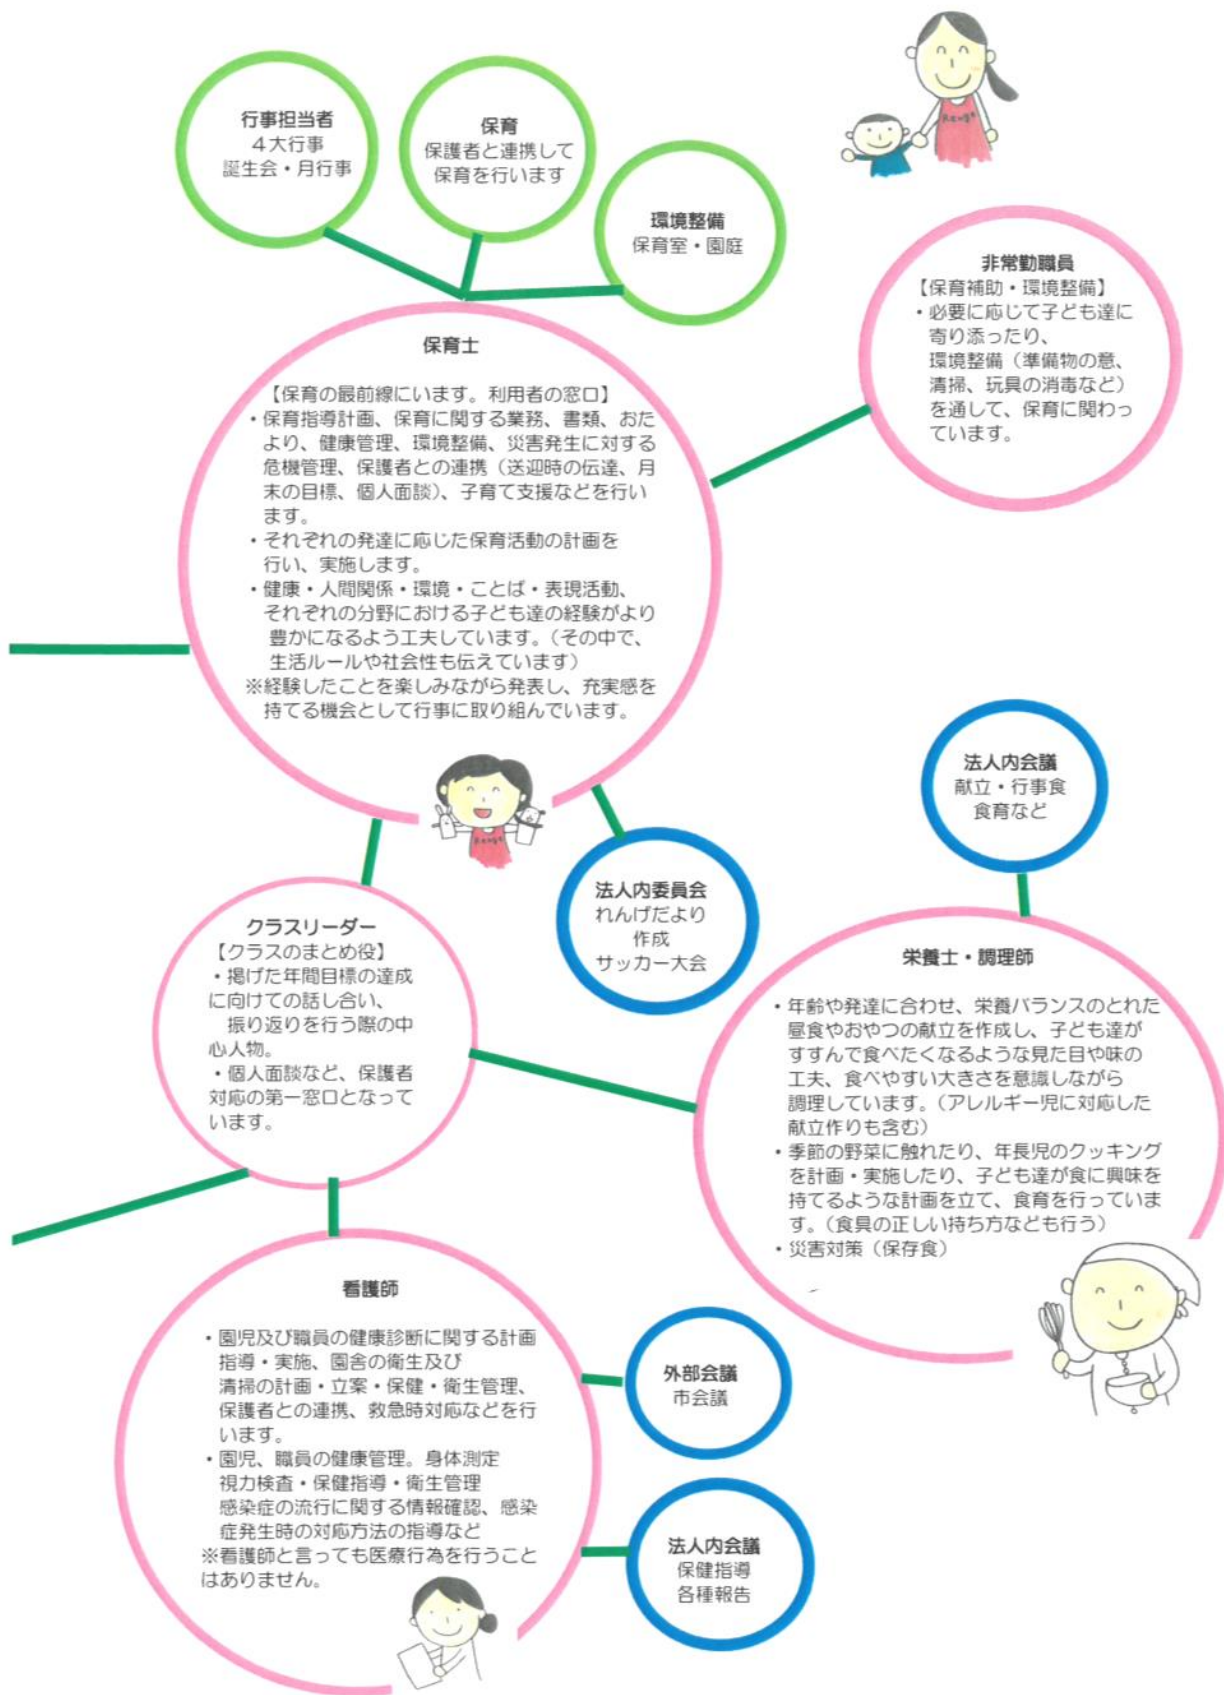 行事担当者
４大行事
誕生会・月行事
保育
保護者と連携して
保育を行います
環境整備
保育室・園庭
非常勤職員
【保育補助・環境整備】
・必要に応じて子ども達に
寄り添ったり、
環境整備（準備物の意、
清掃、玩具の消毒など）
を通して、保育に関わっ
ています。
保育士
【保育の最前線にいます。利用者の窓口】
・保育指導計画、保育に関する業務、書類、おた
より、健康管理、環境整備、災害発生に対する
危機管理、保護者との連携（送迎時の伝達、月
末の目標、個人面談）、子育て支援などを行い
ます。
・それぞれの発達に応じた保育活動の計画を
行い、実施します。
・健康・人間関係・環境・ことば・表現活動、
それぞれの分野における子ども達の経験がより
豊かになるよう工夫しています。（その中で、
生活ルールや社会性も伝えています）
※経験したことを楽しみながら発表し、充実感を
持てる機会として行事に取り組んでいます。
法人内会議
献立・行事食
食育など
法人内委員会
れんげだより
作成
サッカー大会
クラスリーダー
【クラスのまとめ役】
・掲げた年間目標の達成
に向けての話し合い、
振り返りを行う際の中
心人物。
・個人面談など、保護者
対応の第一窓口となって
います。
栄養士・調理師
・年齢や発達に合わせ、栄養バランスのとれた
昼食やおやつの献立を作成し、子ども達が
すすんで食べたくなるような見た目や味の
工夫、食べやすい大きさを意識しながら
調理しています。（アレルギー児に対応した
献立作りも含む）
・季節の野菜に触れたり、年長児のクッキング
を計画・実施したり、子ども達が食に興味を
持てるような計画を立て、食育を行っていま
す。（食具の正しい持ち方なども行う）
・災害対策（保存食）
看護師
・園児及び職員の健康診断に関する計画
指導・実施、園舎の衛生及び
清掃の計画・立案・保健・衛生管理、
保護者との連携、救急時対応などを行
います。
・園児、職員の健康管理。身体測定
視力検査・保健指導・衛生管理
感染症の流行に関する情報確認、感染
症発生時の対応方法の指導など
※看護師と言っても医療行為を行うこと
はありません。
外部会議
市会議
法人内会議
保健指導
各種報告